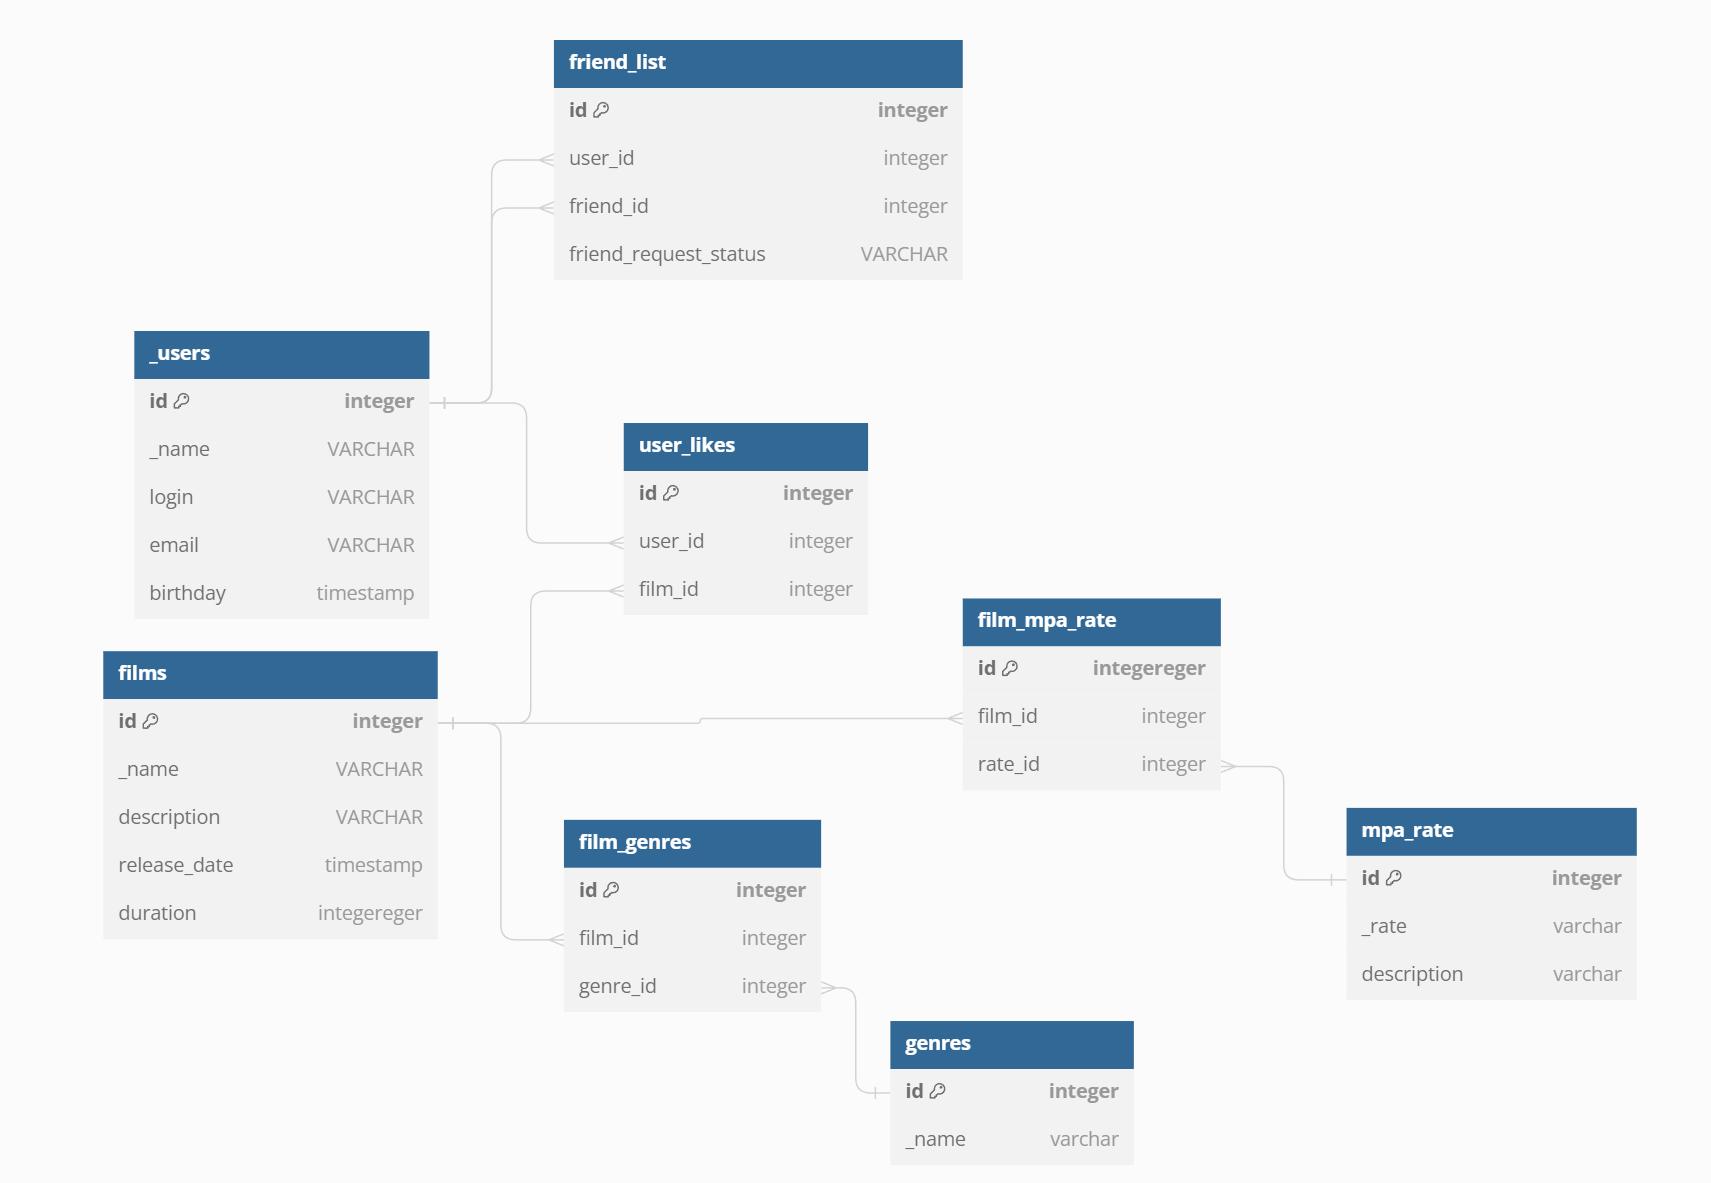 friend_list
id integer
user_id integer
friend_id integer
friend_request_status VARCHAR
_users
id integer
_name VARCHAR
login VARCHAR
email VARCHAR
birthday timestamp
user_likes
id integer
user_id integer
film_id integer
films
id integer
_name VARCHAR
description VARCHAR
release_date timestamp
duration integereger
film_mpa_rate
id integereger
film_id integer
rate_id integer
film_genres
id integer
film_id integer
genre_id integer
mpa_rate
id integer
_rate varchar
description varchar
genres
id integer
_name varchar